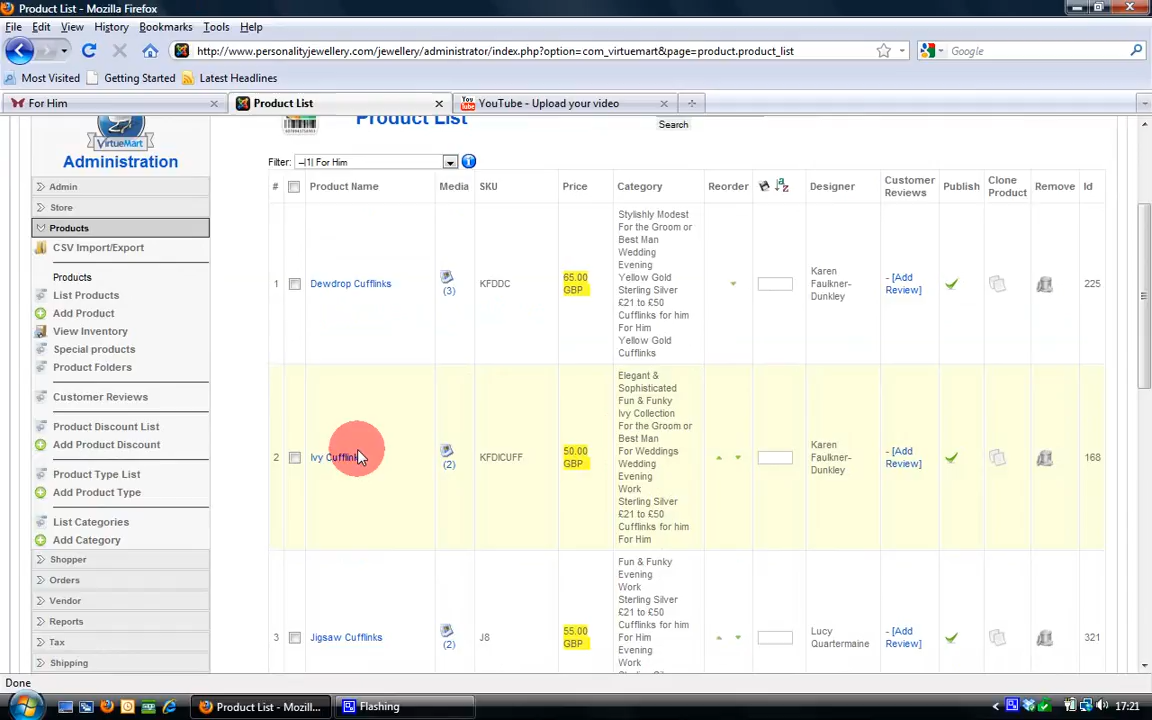 Product List - Mozilla Firefox
File Edit View History Bookmarks Tools Help
http://www.personalityjewellery.com/jewellery/administrator/index.php?option=com_virtuemart&page=product.product_list
Google
Most Visited Getting Started Latest Headlines
For Him
Product List
YouTube - Upload your video
VirtueMart
Administration
Admin
Store
Products
CSV Import/Export
Products
List Products
Add Product
View Inventory
Special products
Product Folders
Customer Reviews
Product Discount List
Add Product Discount
Product Type List
Add Product Type
List Categories
Add Category
Shopper
Orders
Vendor
Reports
Tax
Shipping
Product List
Search
Filter: --|1| For Him
# Product Name Media SKU Price Category Reorder Designer Customer Reviews Publish Clone Product Remove Id
1 Dewdrop Cufflinks (3) KFDDC 65.00 GBP
Stylishly Modest
For the Groom or
Best Man
Wedding
Evening
Yellow Gold
Sterling Silver
£21 to £50
Cufflinks for him
For Him
Yellow Gold
Cufflinks
Karen
Faulkner-
Dunkley
- [Add
Review]
225
2 Ivy Cufflinks (2) KFDICUFF 50.00 GBP
Elegant &
Sophisticated
Fun & Funky
Ivy Collection
For the Groom or
Best Man
For Weddings
Wedding
Evening
Work
Sterling Silver
£21 to £50
Cufflinks for him
For Him
Karen
Faulkner-
Dunkley
- [Add
Review]
168
3 Jigsaw Cufflinks (2) J8 55.00 GBP
Fun & Funky
Evening
Work
Sterling Silver
£21 to £50
Cufflinks for him
For Him
Evening
Work
Lucy
Quartermaine
- [Add
Review]
321
Done
Product List - Mozill...
Flashing
17:21